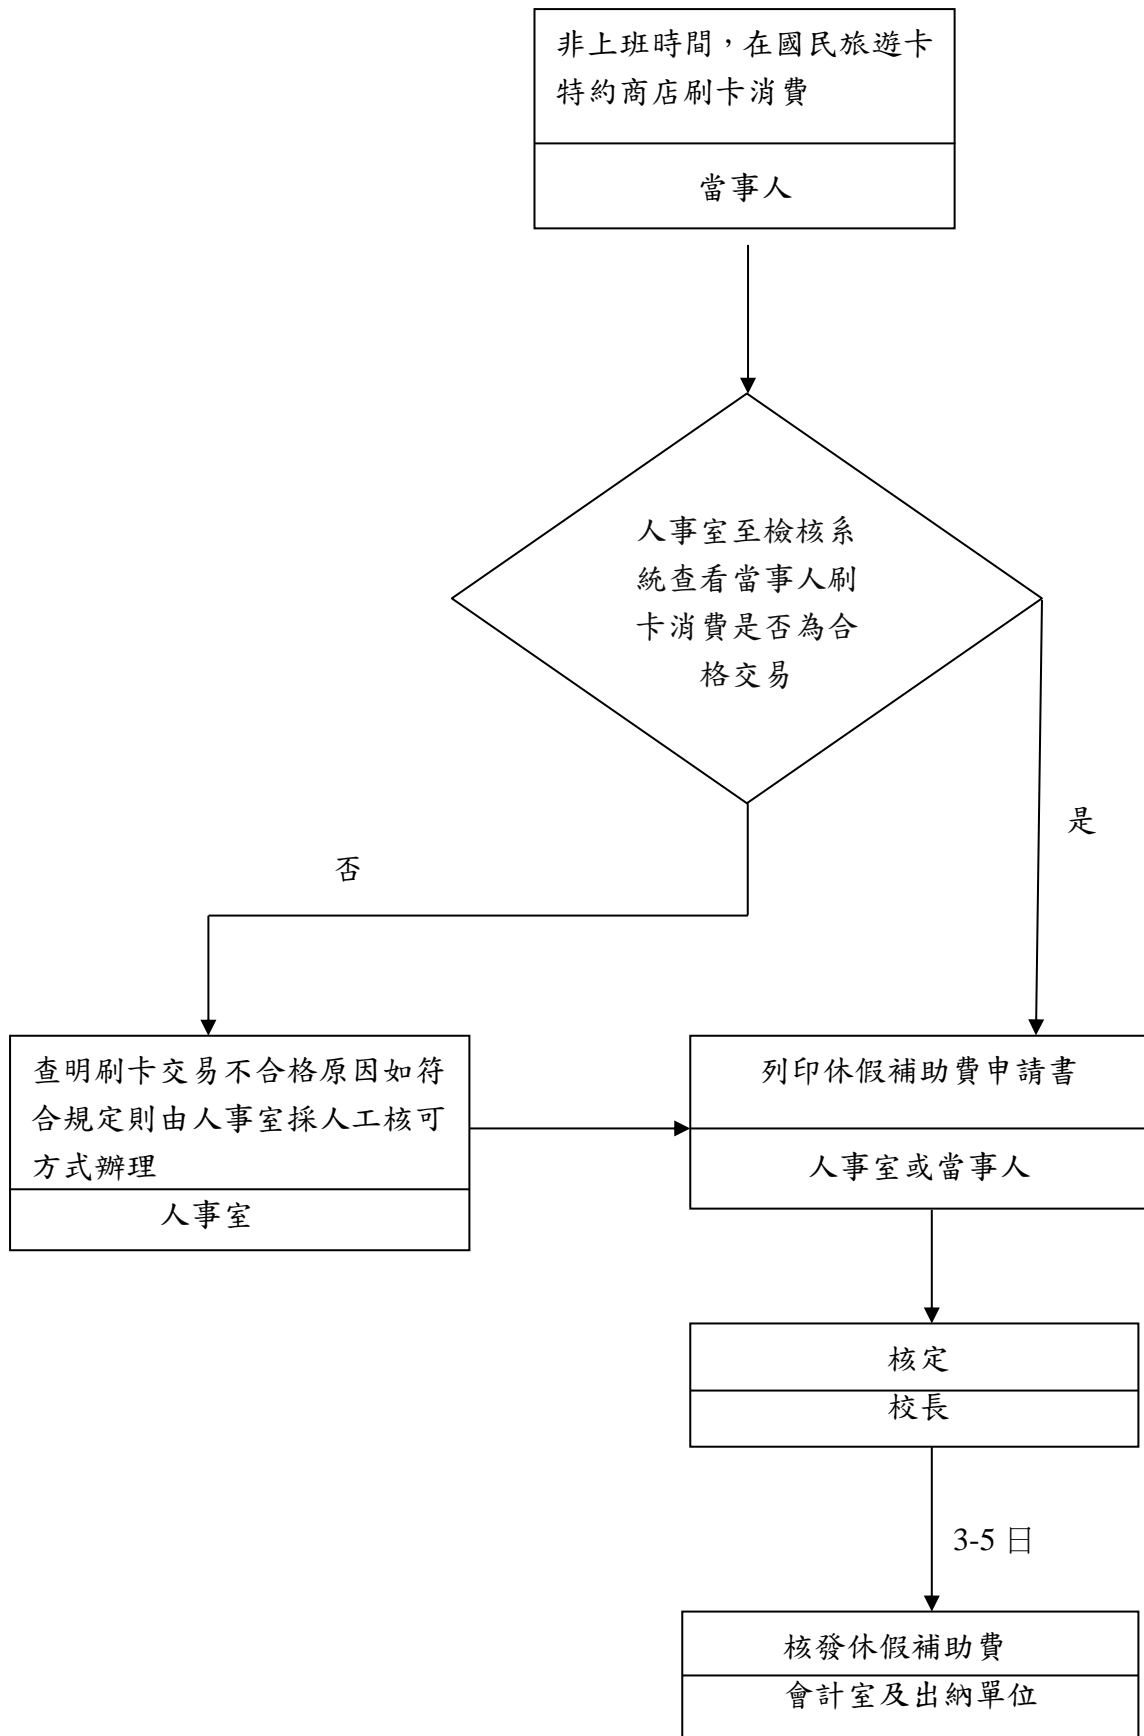 非上班時間，在國民旅遊卡
特約商店刷卡消費
當事人
人事室至檢核系
統查看當事人刷
卡消費是否為合
格交易
是
否
查明刷卡交易不合格原因如符
合規定則由人事室採人工核可
方式辦理
人事室
列印休假補助費申請書
人事室或當事人
核定
校長
3-5 日
核發休假補助費
會計室及出納單位